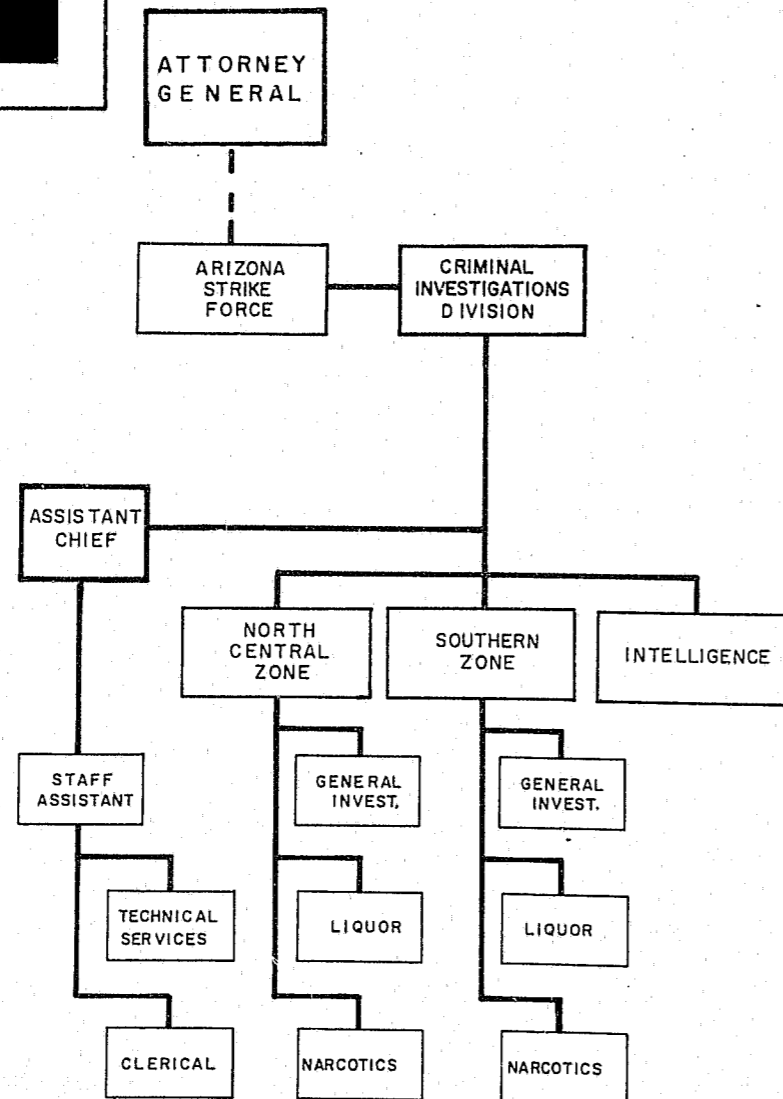 ATTORNEY
GENERAL
ARIZONA
STRIKE
FORCE
CRIMINAL
INVESTIGATIONS
DIVISION
ASSISTANT
CHIEF
NORTH
CENTRAL
ZONE
SOUTHERN
ZONE
INTELLIGENCE
STAFF
ASSISTANT
GENERAL
INVEST.
GENERAL
INVEST.
TECHNICAL
SERVICES
LIQUOR
LIQUOR
CLERICAL
NARCOTICS
NARCOTICS